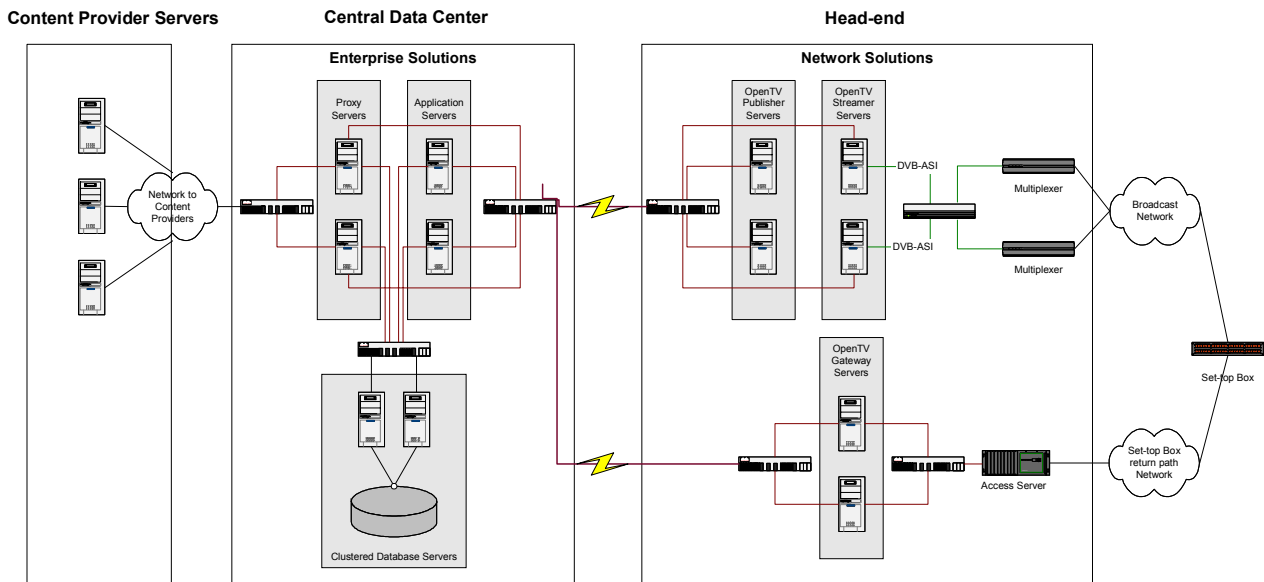 Content Provider Servers
Central Data Center
Head-end
Enterprise Solutions
Network Solutions
Proxy
Servers
Application
Servers
OpenTV
Publisher
Servers
OpenTV
Streamer
Servers
DVB-ASI
Multiplexer
Network to
Content
Providers
Broadcast
Network
DVB-ASI
Multiplexer
OpenTV
Gateway
Servers
Set-top Box
Set-top Box
return path
Network
Access Server
Clustered Database Servers